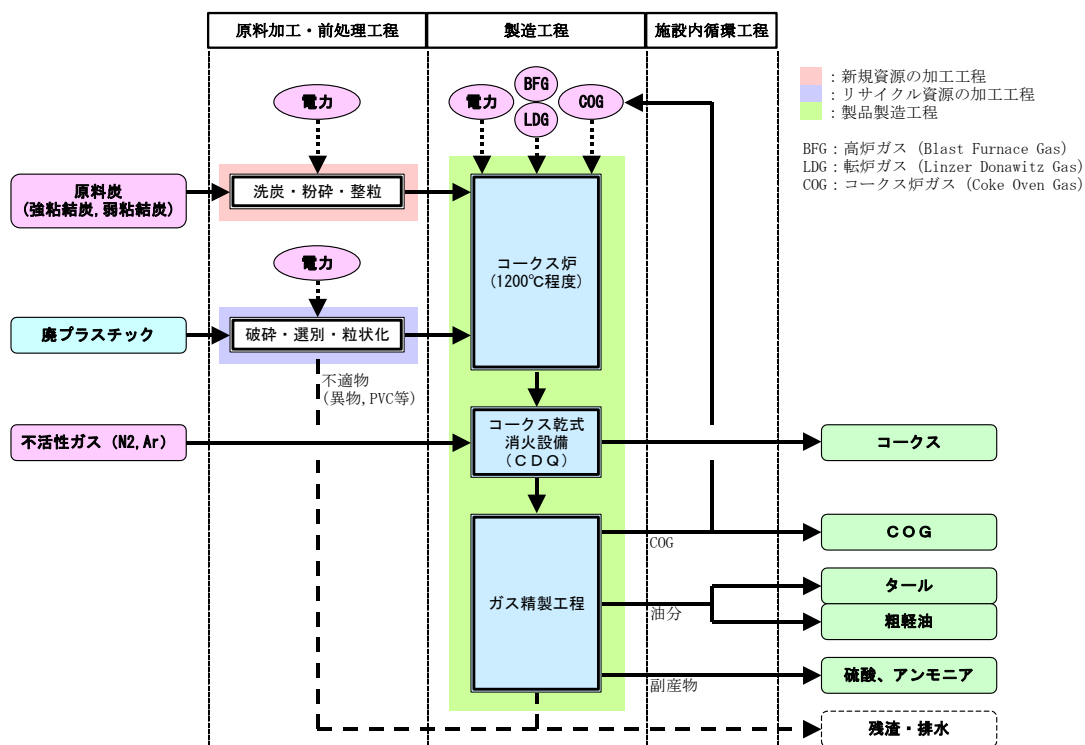 原料加工・前処理工程
製造工程
施設内循環工程
：新規資源の加工工程
：リサイクル資源の加工工程
：製品製造工程
BFG：高炉ガス (Blast Furnace Gas)
LDG：転炉ガス (Linzer Donawitz Gas)
COG：コークス炉ガス (Coke Oven Gas)
電力
電力
BFG
LDG
COG
原料炭
(強粘結炭,弱粘結炭)
洗炭・粉砕・整粒
コークス炉
(1200℃程度)
電力
廃プラスチック
破砕・選別・粒状化
不適物
(異物,PVC等)
不活性ガス（N2,Ar）
コークス乾式
消火設備
（ＣＤＱ）
コークス
ガス精製工程
COG
ＣＯＧ
油分
タール
粗軽油
副産物
硫酸、アンモニア
残渣・排水